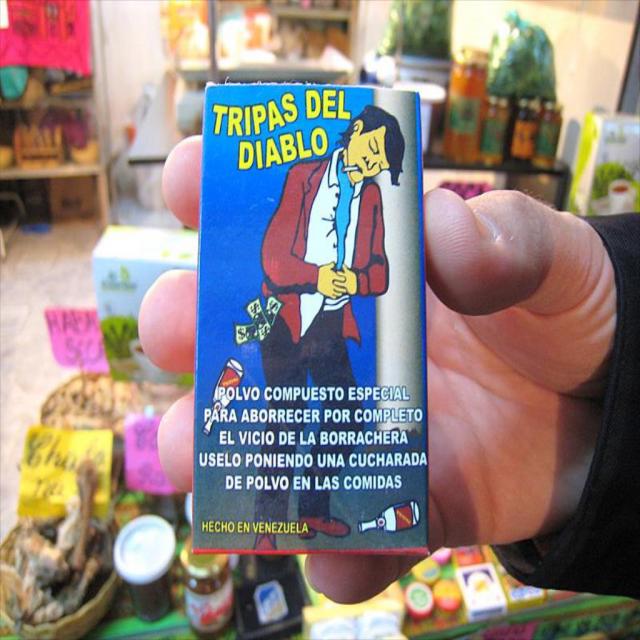 TRIPAS DEL
DIABLO
POLVO COMPUESTO ESPECIAL
PARA ABORRECER POR COMPLETO
EL VICIO DE LA BORRACHERA
USELO PONIENDO UNA CUCHARADA
DE POLVO EN LAS COMIDAS
HECHO EN VENEZUELA